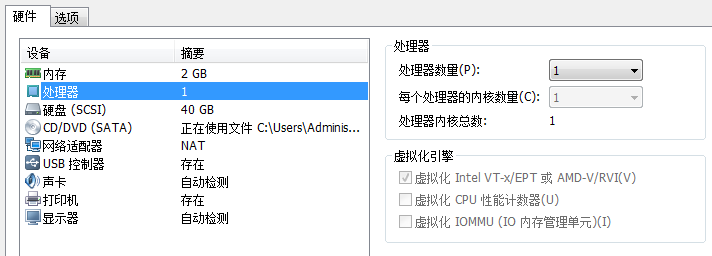 硬件 选项
设备 摘要
内存 2 GB
处理器 1
硬盘 (SCSI) 40 GB
CD/DVD (SATA) 正在使用文件 C:\Users\Adminis...
网络适配器 NAT
USB 控制器 存在
声卡 自动检测
打印机 存在
显示器 自动检测
处理器
处理器数量(P): 1
每个处理器的内核数量(C): 1
处理器内核总数: 1
虚拟化引擎
虚拟化 Intel VT-x/EPT 或 AMD-V/RVI(V)
虚拟化 CPU 性能计数器(U)
虚拟化 IOMMU (IO 内存管理单元)(I)